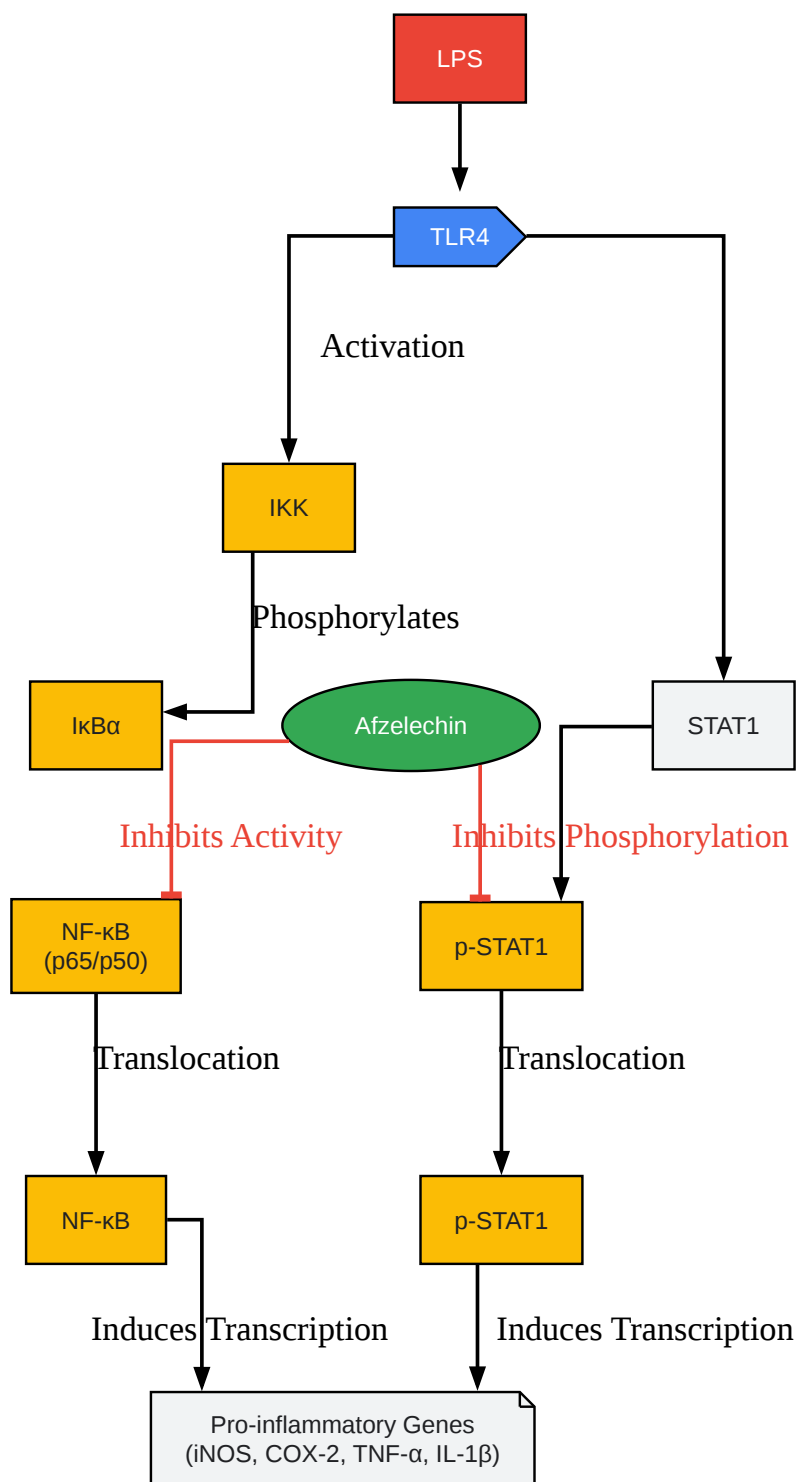 LPS
TLR4
Activation
IKK
Phosphorylates
IκBα
Afzelechin
STAT1
Inhibits Activity
Inhibits Phosphorylation
NF-κB
(p65/p50)
p-STAT1
Translocation
Translocation
NF-κB
p-STAT1
Induces Transcription
Induces Transcription
Pro-inflammatory Genes
(iNOS, COX-2, TNF-α, IL-1β)